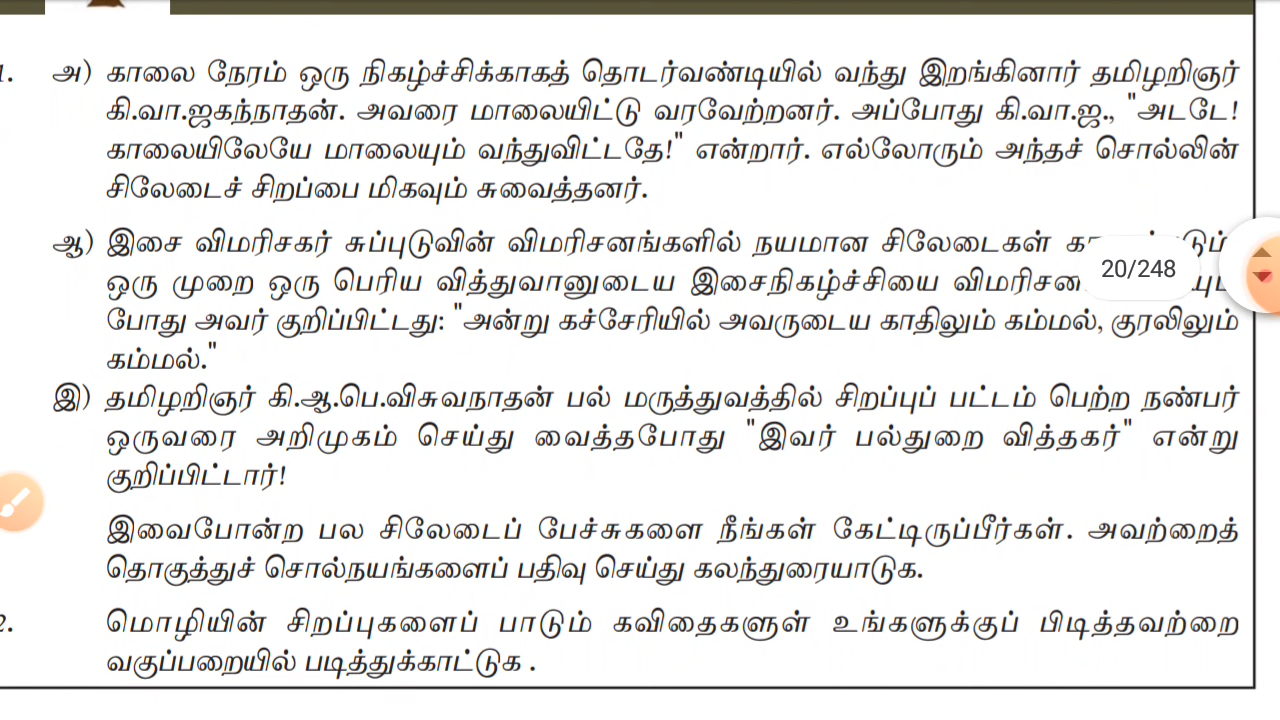 1. அ) காலை நேரம் ஒரு நிகழ்ச்சிக்காகத் தொடர்வண்டியில் வந்து இறங்கினார் தமிழறிஞர்
கி.வா.ஜகந்நாதன். அவரை மாலையிட்டு வரவேற்றனர். அப்போது கி.வா.ஜ., "அடடே!
காலையிலேயே மாலையும் வந்துவிட்டதே!" என்றார். எல்லோரும் அந்தச் சொல்லின்
சிலேடைச் சிறப்பை மிகவும் சுவைத்தனர்.
ஆ) இசை விமரிசகர் சுப்புடுவின் விமரிசனங்களில் நயமான சிலேடைகள்
20/248
ஒரு முறை ஒரு பெரிய வித்துவானுடைய இசைநிகழ்ச்சியை
போது அவர் குறிப்பிட்டது: "அன்று கச்சேரியில் அவருடைய காதிலும் கம்மல், குரலிலும்
கம்மல்."
இ) தமிழறிஞர் கி.ஆ.பெ.விசுவநாதன் பல் மருத்துவத்தில் சிறப்புப் பட்டம் பெற்ற நண்பர்
ஒருவரை அறிமுகம் செய்து வைத்தபோது "இவர் பல்துறை வித்தகர்" என்று
குறிப்பிட்டார்!
இவைபோன்ற பல சிலேடைப் பேச்சுகளை நீங்கள் கேட்டிருப்பீர்கள். அவற்றைத்
தொகுத்துச் சொல்நயங்களைப் பதிவு செய்து கலந்துரையாடுக.
2. மொழியின் சிறப்புகளைப் பாடும் கவிதைகளுள் உங்களுக்குப் பிடித்தவற்றை
வகுப்பறையில் படித்துக்காட்டுக .